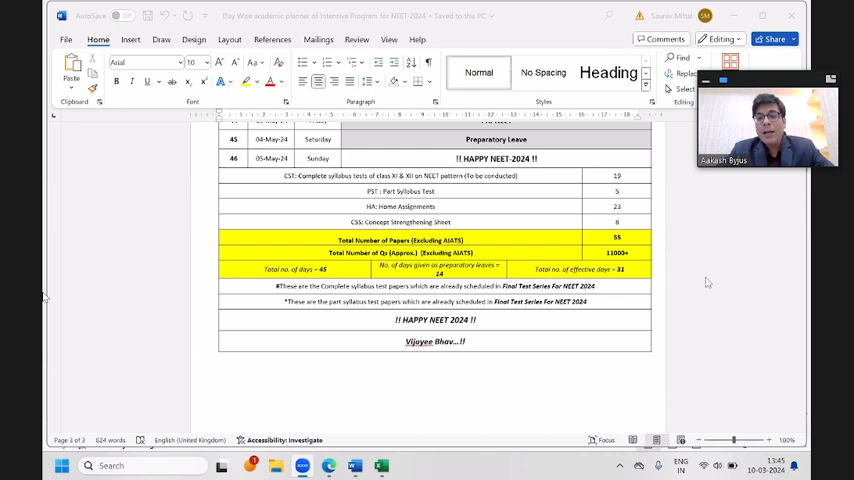 AutoSave Off
Day Wise academic planner of Intensive Program for NEET-2024 • Saved to this PC
Saurav Mittal SM
File Home Insert Draw Design Layout References Mailings Review View Help
Comments Editing Share
Paste
Arial 10
Normal No Spacing Heading
Find
Replac
Select
Clipboard Font Paragraph Styles Editing
Aakash Byjus
45 04-May-24 Saturday Preparatory Leave
46 05-May-24 Sunday !! HAPPY NEET-2024 !!
CST: Complete syllabus tests of class XI & XII on NEET pattern (To be conducted) 19
PST : Part Syllabus Test 5
HA: Home Assignments 23
CSS: Concept Strengthening Sheet 8
Total Number of Papers (Excluding AIATS) 55
Total Number of Qs (Approx.) (Excluding AIATS) 11000+
Total no. of days = 45 No. of days given as preparatory leaves = 14 Total no. of effective days = 31
#These are the Complete syllabus test papers which are already scheduled in Final Test Series For NEET 2024
*These are the part syllabus test papers which are already scheduled in Final Test Series For NEET 2024
!! HAPPY NEET 2024 !!
Vijayee Bhav...!!
Page 3 of 3 824 words English (United Kingdom) Accessibility: Investigate Focus 100%
Search
ENG
IN
13:45
10-03-2024